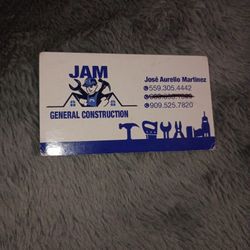 JAM
GENERAL CONSTRUCTION
José Aurelio Martinez
559.305.4442
909.525.7820